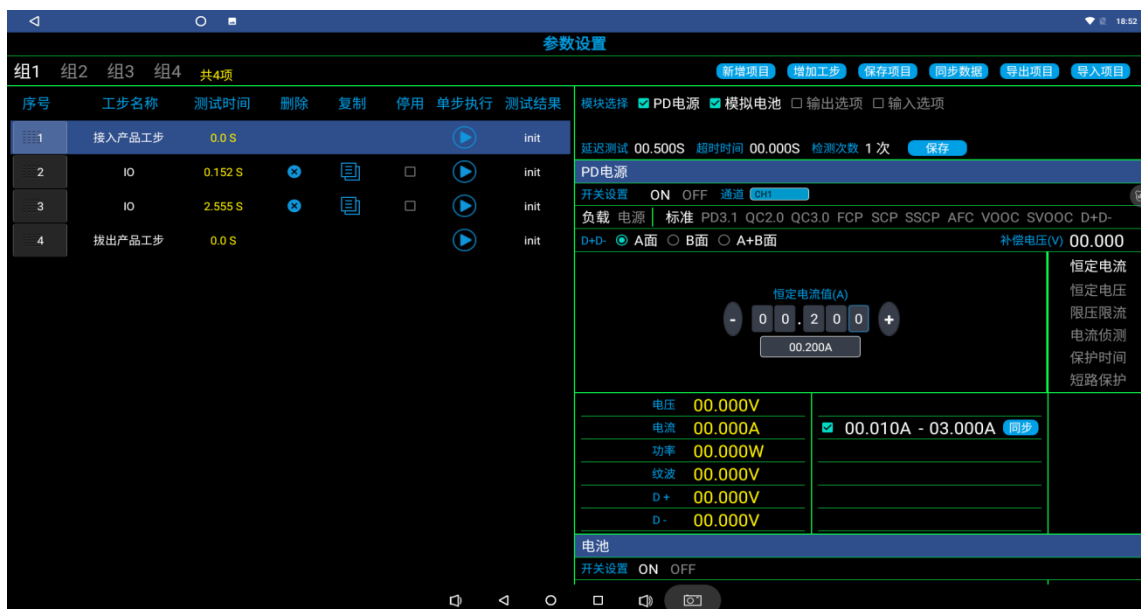 18:52
参数设置
组1 组2 组3 组4 共4项
新增项目 增加工步 保存项目 同步数据 导出项目 导入项目
序号 工步名称 测试时间 删除 复制 停用 单步执行 测试结果
1 接入产品工步 0.0 S init
2 IO 0.152 S init
3 IO 2.555 S init
4 拔出产品工步 0.0 S init
模块选择 PD电源 模拟电池 输出选项 输入选项
延迟测试 00.500S 超时时间 00.000S 检测次数 1 次 保存
PD电源
开关设置 ON OFF 通道 CH1
负载 电源 标准 PD3.1 QC2.0 QC3.0 FCP SCP SSCP AFC VOOC SVOOC D+D-
D+D- A面 B面 A+B面 补偿电压(V) 00.000
恒定电流值(A)
- 0 0 . 2 0 0 +
00.200A
恒定电流
恒定电压
限压限流
电流侦测
保护时间
短路保护
电压 00.000V
电流 00.000A 00.010A - 03.000A 同步
功率 00.000W
纹波 00.000V
D + 00.000V
D - 00.000V
电池
开关设置 ON OFF